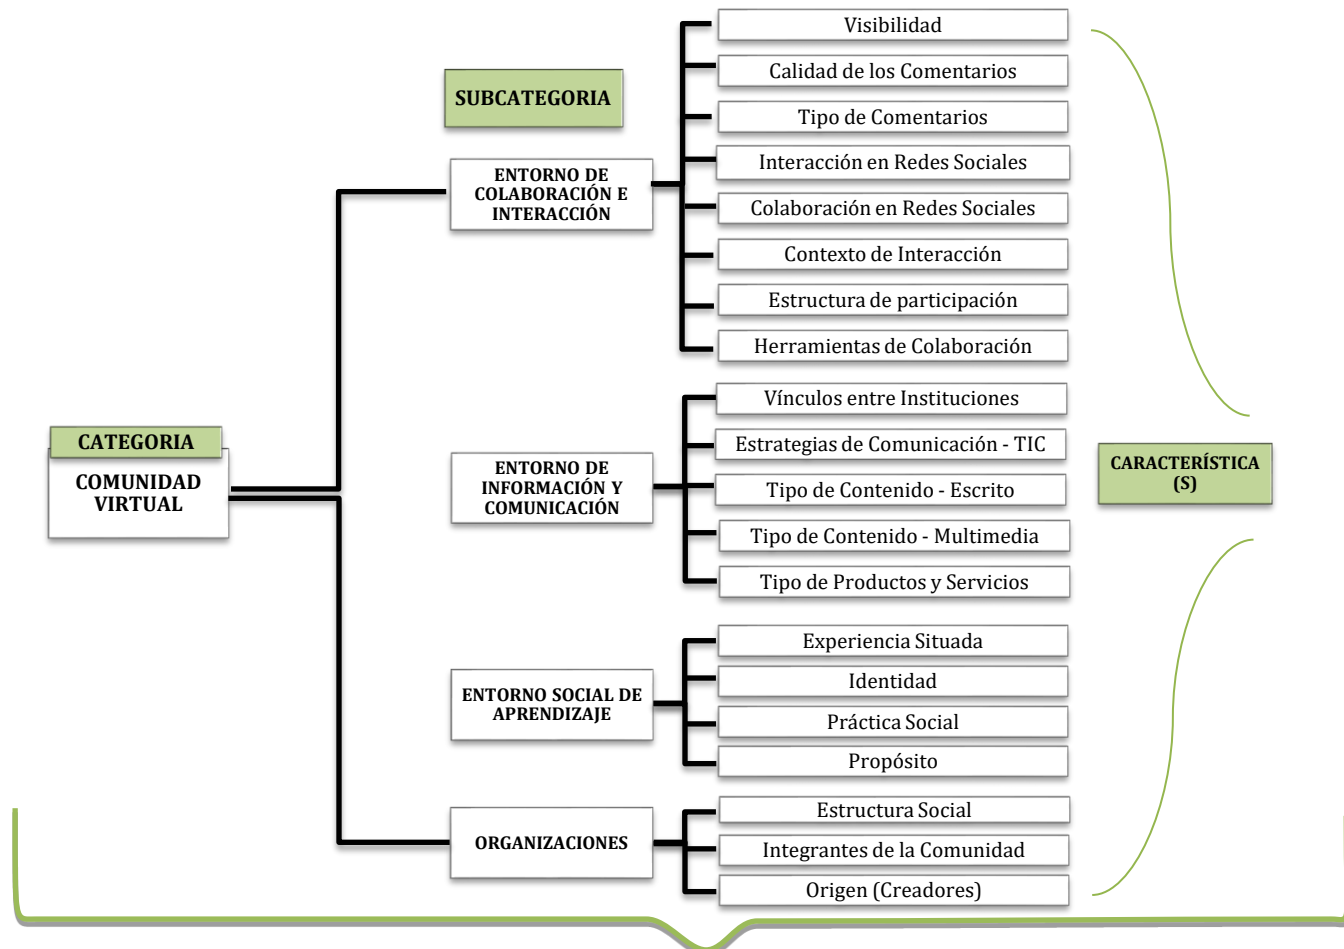 SUBCATEGORIA
ENTORNO DE
COLABORACIÓN E
INTERACCIÓN
Visibilidad
Calidad de los Comentarios
Tipo de Comentarios
Interacción en Redes Sociales
Colaboración en Redes Sociales
Contexto de Interacción
Estructura de participación
Herramientas de Colaboración
CATEGORIA
COMUNIDAD
VIRTUAL
ENTORNO DE
INFORMACIÓN Y
COMUNICACIÓN
Vínculos entre Instituciones
Estrategias de Comunicación - TIC
Tipo de Contenido - Escrito
Tipo de Contenido - Multimedia
Tipo de Productos y Servicios
CARACTERÍSTICA
(S)
ENTORNO SOCIAL DE
APRENDIZAJE
Experiencia Situada
Identidad
Práctica Social
Propósito
ORGANIZACIONES
Estructura Social
Integrantes de la Comunidad
Origen (Creadores)